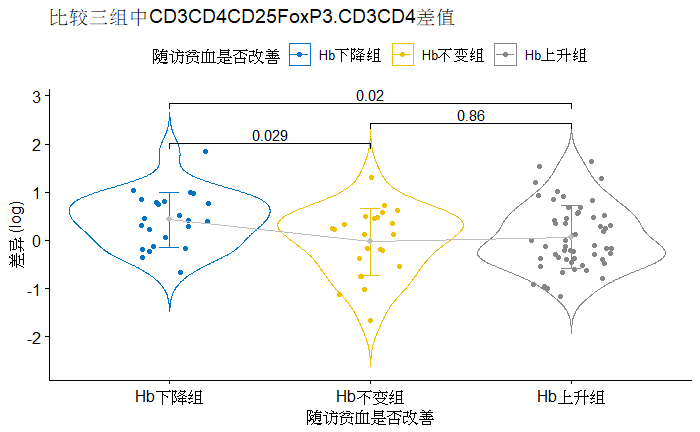 比较三组中CD3CD4CD25FoxP3.CD3CD4差值
随访贫血是否改善 Hb下降组 Hb不变组 Hb上升组
0.02
0.86
0.029
3
2
1
0
-1
-2
差异 (log)
Hb下降组 Hb不变组 Hb上升组
随访贫血是否改善